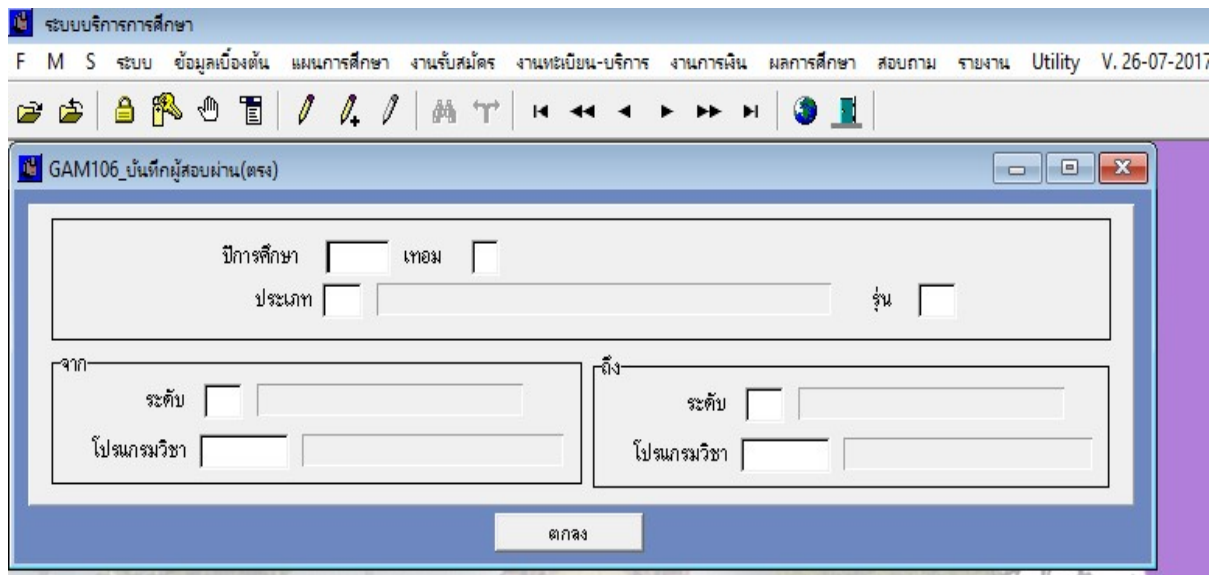 ระบบบริการการศึกษา
F M S ระบบ ข้อมูลเบื้องต้น แผนการศึกษา งานรับสมัคร งานทะเบียน-บริการ งานการเงิน ผลการศึกษา สอบถาม รายงาน Utility V. 26-07-2017
GAM106_บันทึกผู้สอบผ่าน(ตรง)
ปีการศึกษา เทอม
ประเภท รุ่น
จาก ถึง
ระดับ ระดับ
โปรแกรมวิชา โปรแกรมวิชา
ตกลง